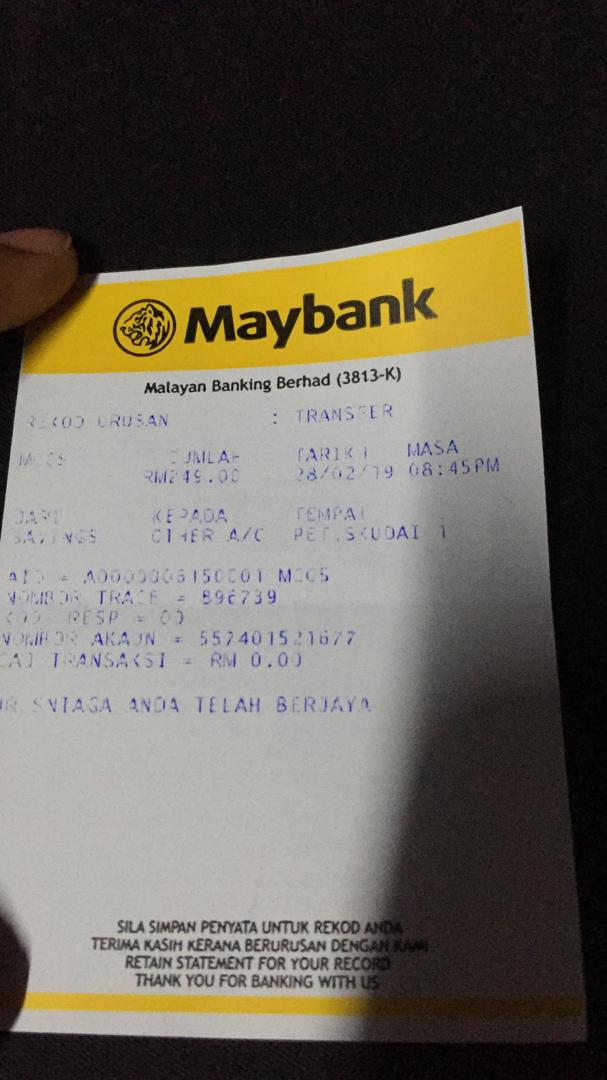 Maybank
Malayan Banking Berhad (3813-K)
REKOD URUSAN : TRANSFER
MCCS JUMLAH TARIKH MASA
RM249.00 28/02/19 08:45PM
DARI KEPADA TEMPAT
SAVINGS OTHER A/C PET.SKUDAI 1
AID = A0000006150001 MCCS
NOMBOR TRACE = 896739
KOD RESP = 00
NOMBOR AKAUN = 557401521677
CAJ TRANSAKSI = RM 0.00
URUSNIAGA ANDA TELAH BERJAYA
SILA SIMPAN PENYATA UNTUK REKOD ANDA
TERIMA KASIH KERANA BERURUSAN DENGAN KAMI
RETAIN STATEMENT FOR YOUR RECORD
THANK YOU FOR BANKING WITH US